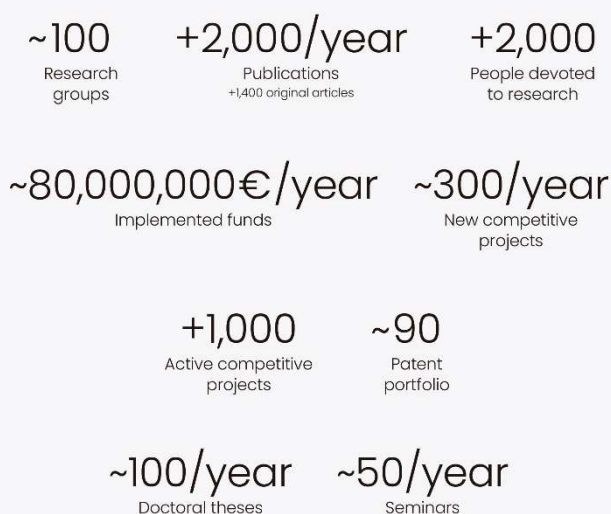 ~100 +2,000/year +2,000
Research Publications People devoted
groups +1,400 original articles to research
~80,000,000€/year ~300/year
Implemented funds New competitive
projects
+1,000 ~90
Active competitive Patent
projects portfolio
~100/year ~50/year
Doctoral theses Seminars